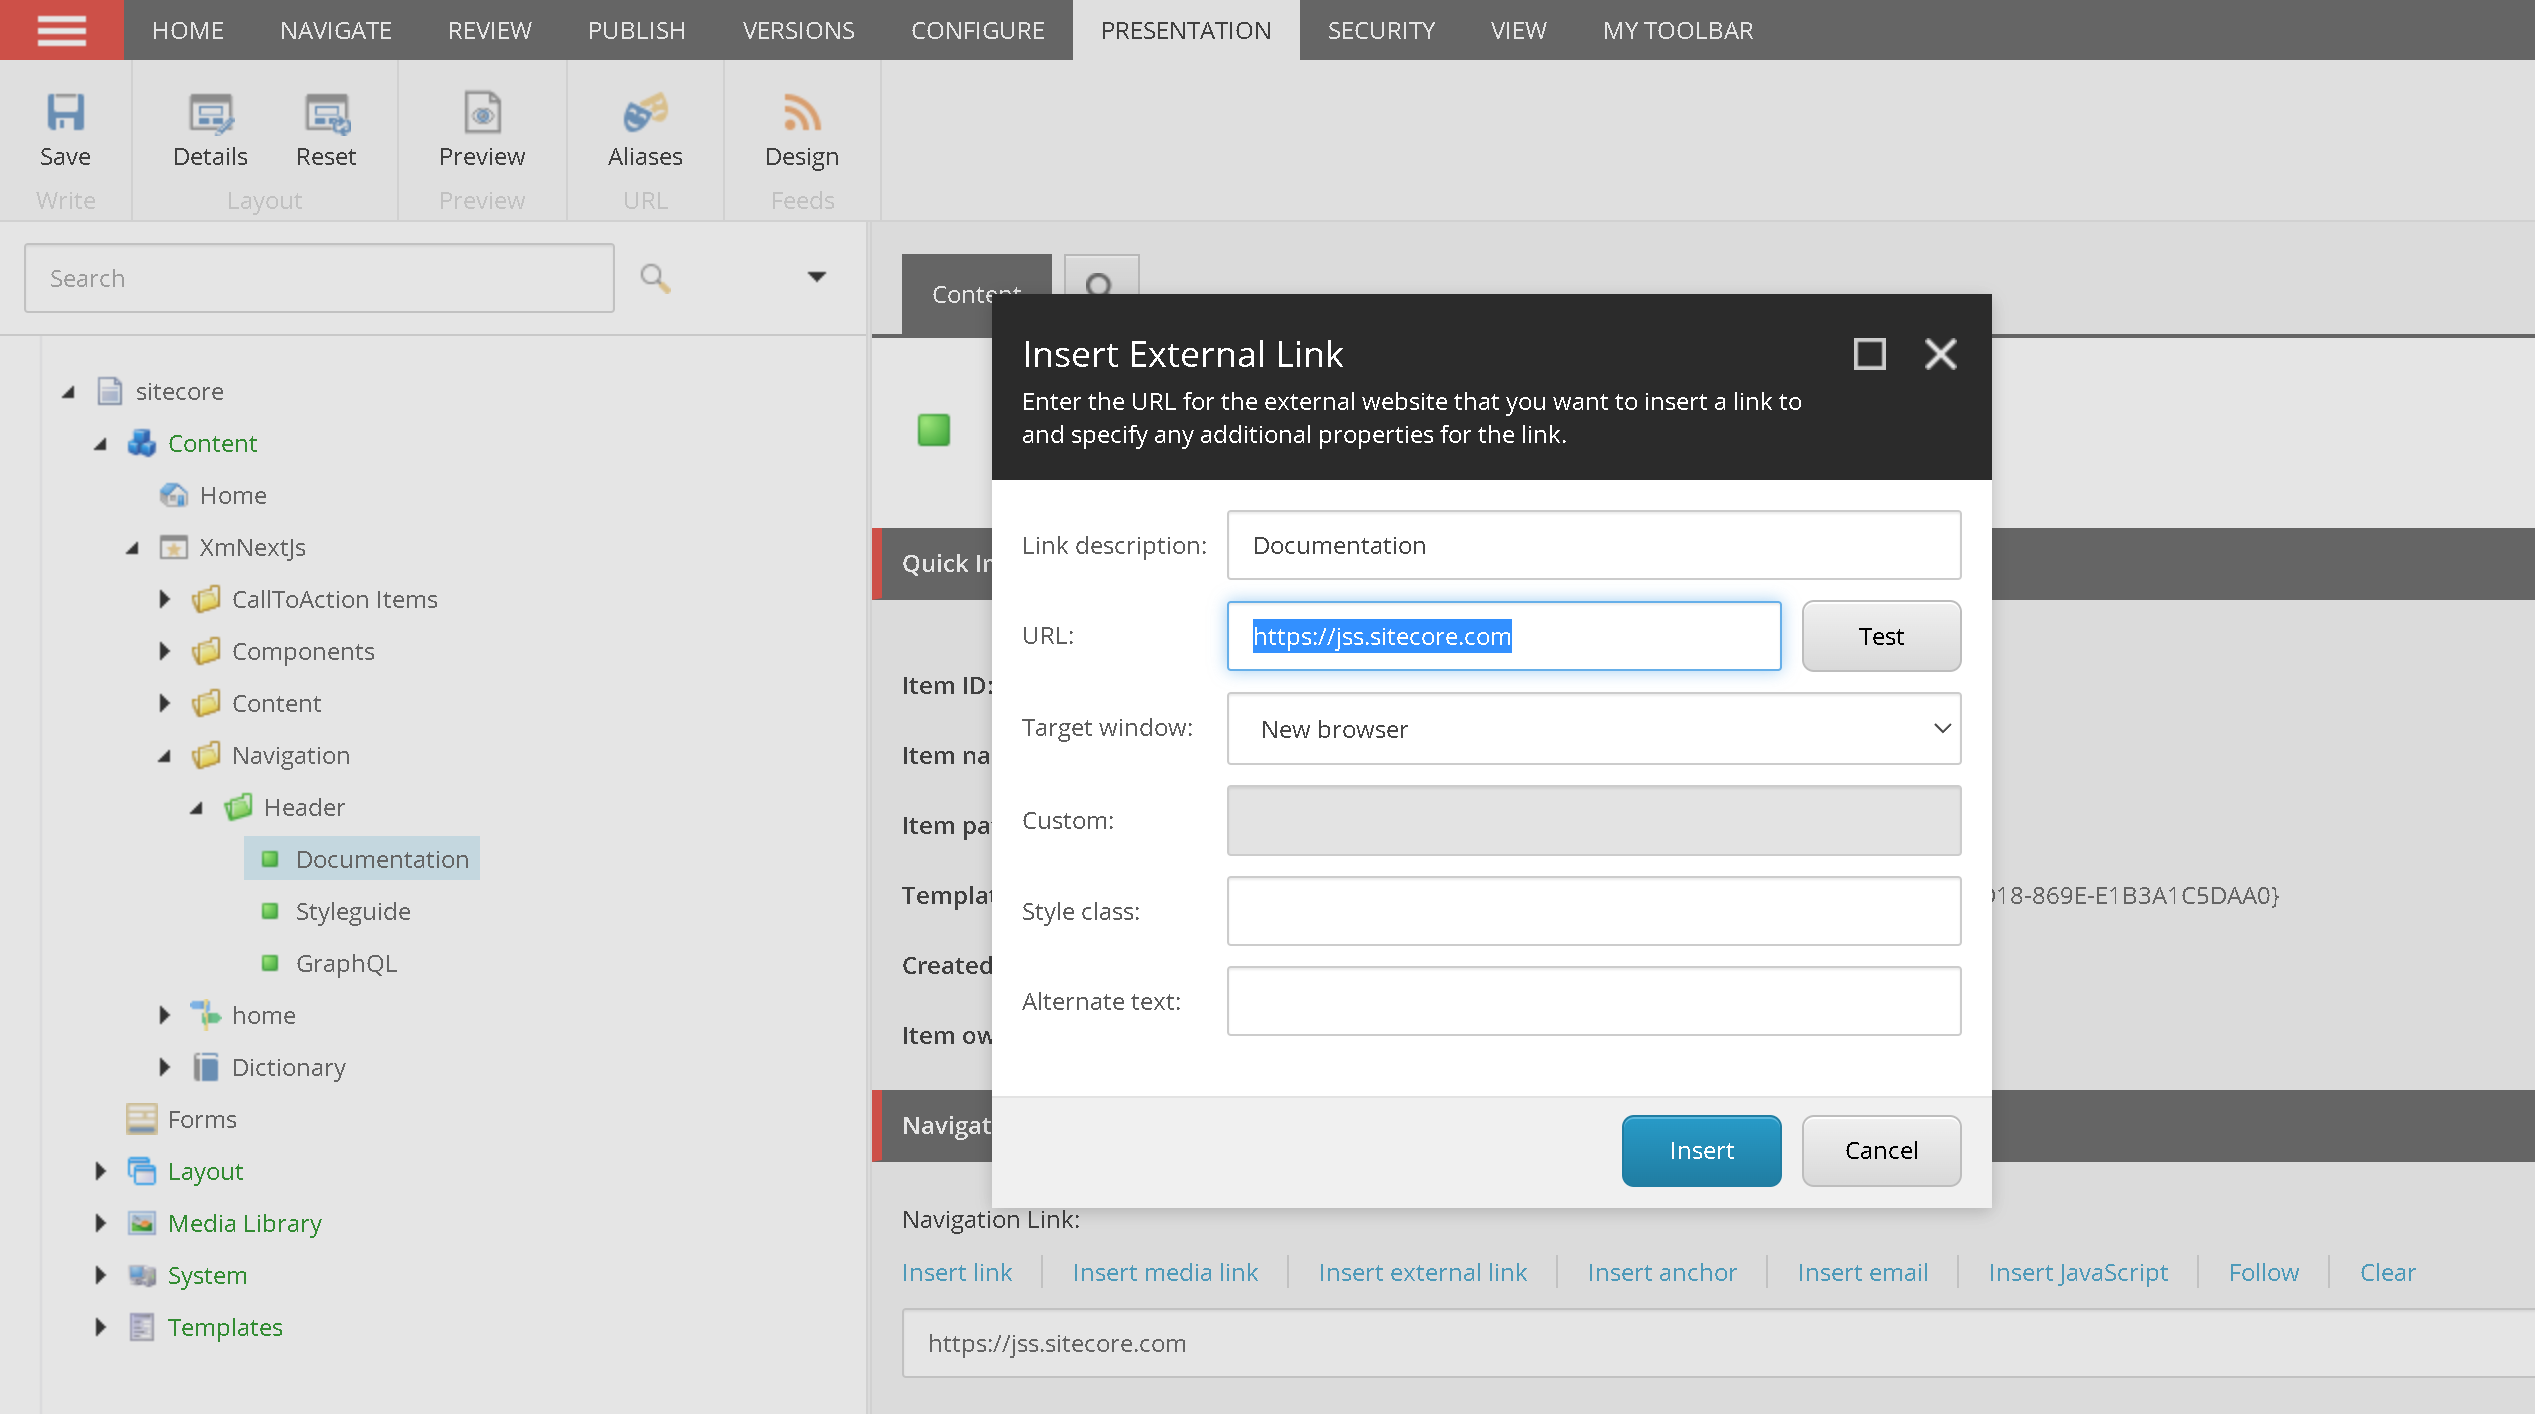 HOME NAVIGATE REVIEW PUBLISH VERSIONS CONFIGURE PRESENTATION SECURITY VIEW MY TOOLBAR
Save Details Reset Preview Aliases Design
Write Layout Preview URL Feeds
Search
sitecore
Content
Home
XmNextJs
CallToAction Items
Components
Content
Navigation
Header
Documentation
Styleguide
GraphQL
home
Dictionary
Forms
Layout
Media Library
System
Templates
Content
Quick In
Item ID:
Item na
Item pa
Templat
18-869E-E1B3A1C5DAA0}
Created
Item ow
Navigat
Insert External Link
Enter the URL for the external website that you want to insert a link to
and specify any additional properties for the link.
Link description: Documentation
URL: https://jss.sitecore.com Test
Target window: New browser
Custom:
Style class:
Alternate text:
Insert Cancel
Navigation Link:
Insert link Insert media link Insert external link Insert anchor Insert email Insert JavaScript Follow Clear
https://jss.sitecore.com